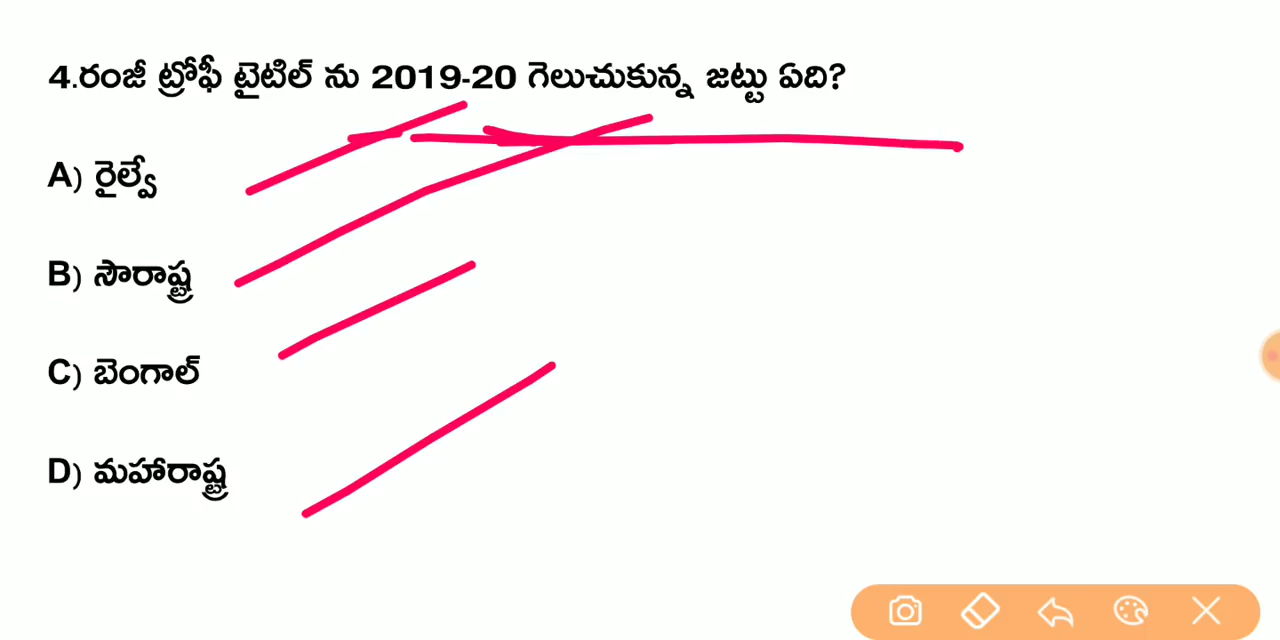 4.రంజీ ట్రోఫీ టైటిల్ ను 2019-20 గెలుచుకున్న జట్టు ఏది?
A) రైల్వే
B) సౌరాష్ట్ర
C) బెంగాల్
D) మహారాష్ట్ర